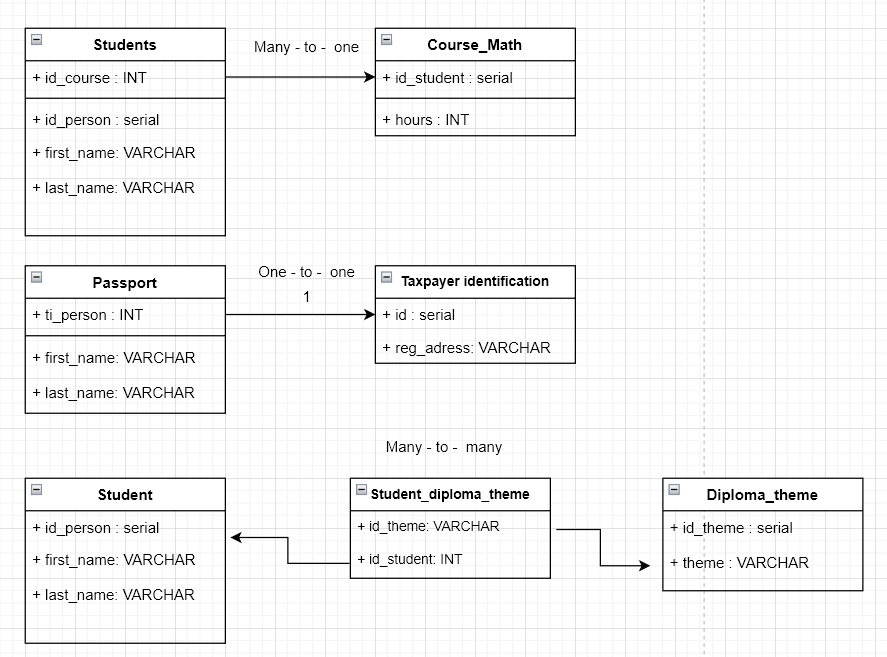 Students
+ id_course : INT
+ id_person : serial
+ first_name: VARCHAR
+ last_name: VARCHAR
Many - to -  one
Course_Math
+ id_student : serial
+ hours : INT
Passport
+ ti_person : INT
+ first_name: VARCHAR
+ last_name: VARCHAR
One - to -  one
1
Taxpayer identification
+ id : serial
+ reg_adress: VARCHAR
Many - to -  many
Student
+ id_person : serial
+ first_name: VARCHAR
+ last_name: VARCHAR
Student_diploma_theme
+ id_theme: VARCHAR
+ id_student: INT
Diploma_theme
+ id_theme : serial
+ theme : VARCHAR